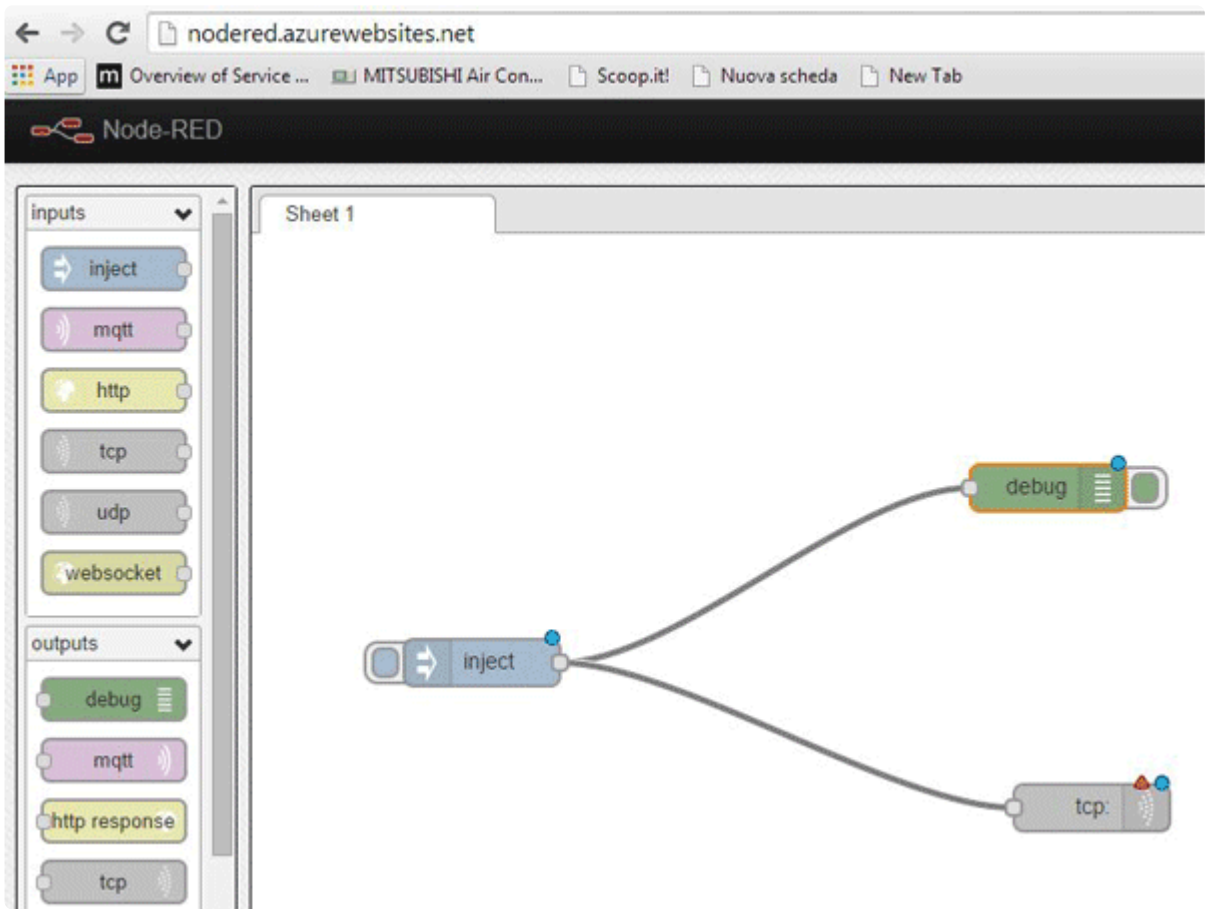 nodered.azurewebsites.net
App Overview of Service ... MITSUBISHI Air Con... Scoop.it! Nuova scheda New Tab
Node-RED
inputs
inject
mqtt
http
tcp
udp
websocket
outputs
debug
mqtt
http response
tcp
Sheet 1
debug
inject
tcp: